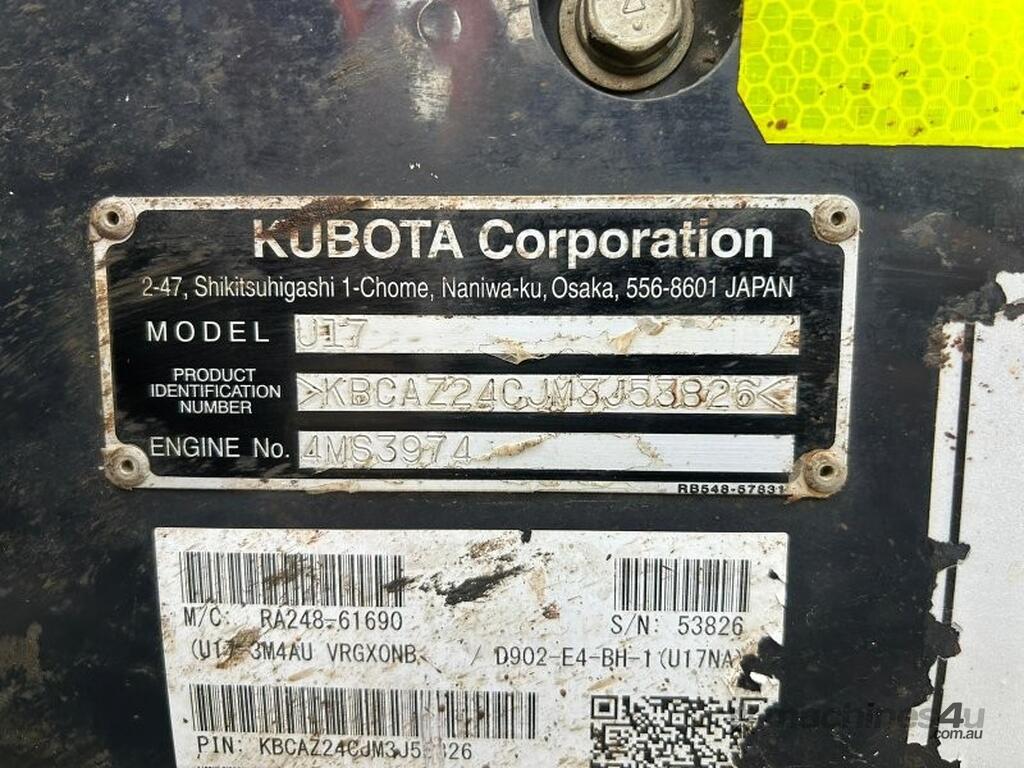 KUBOTA Corporation
2-47, Shikitsuhigashi 1-Chome, Naniwa-ku, Osaka, 556-8601 JAPAN
MODEL U17
PRODUCT
IDENTIFICATION
NUMBER >KBCAZ24CJM3J53826<
ENGINE No. 4MS3974
RB548-57831
M/C: RA248-61690
S/N: 53826
(U17-3M4AU VRGXONB / D902-E4-BH-1(U17NA)
PIN: KBCAZ24CJM3J53826
machines4u
.com.au